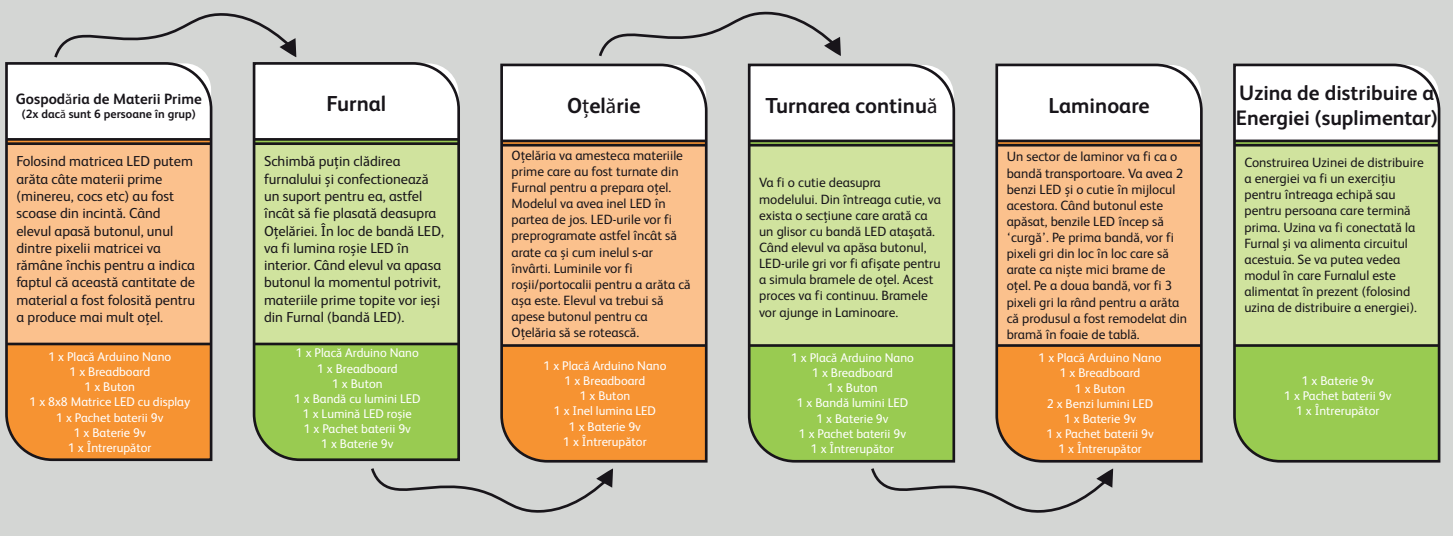 Gospodăria de Materii Prime
(2x dacă sunt 6 persoane în grup)
Folosind matricea LED putem
arăta câte materii prime
(minereu, cocs etc) au fost
scoase din incintă. Când
elevul apasă butonul, unul
dintre pixelii matricei va
rămâne închis pentru a indica
faptul că această cantitate de
material a fost folosită pentru
a produce mai mult oțel.
1 x Placă Arduino Nano
1 x Breadboard
1 x Buton
1 x 8x8 Matrice LED cu display
1 x Pachet baterii 9v
1 x Baterie 9v
1 x Întrerupător
Furnal
Schimbă puțin clădirea
furnalului și confectionează
un suport pentru ea, astfel
încât să fie plasată deasupra
Oțelăriei. În loc de bandă LED,
va fi lumina roșie LED în
interior. Când elevul va apasa
butonul la momentul potrivit,
materiile prime topite vor ieși
din Furnal (bandă LED).
1 x Placă Arduino Nano
1 x Breadboard
1 x Buton
1 x Bandă cu lumini LED
1 x Lumină LED roșie
1 x Pachet baterii 9v
1 x Baterie 9v
Oțelărie
Oțelăria va amesteca materiile
prime care au fost turnate din
Furnal pentru a prepara oțel.
Modelul va avea inel LED în
partea de jos. LED-urile vor fi
preprogramate astfel încât să
arate ca și cum inelul s-ar
învârti. Luminile vor fi
roșii/portocalii pentru a arăta că
așa este. Elevul va trebui să
apese butonul pentru ca
Oțelăria să se rotească.
1 x Placă Arduino Nano
1 x Breadboard
1 x Buton
1 x Inel lumina LED
1 x Baterie 9v
1 x Întrerupător
Turnarea continuă
Va fi o cutie deasupra
modelului. Din întreaga cutie, va
exista o secțiune care arată ca
un glisor cu bandă LED atașată.
Când elevul va apăsa butonul,
LED-urile gri vor fi afișate pentru
a simula bramele de oțel. Acest
proces va fi continuu. Bramele
vor ajunge in Laminoare.
1 x Placă Arduino Nano
1 x Breadboard
1 x Buton
1 x Bandă lumini LED
1 x Baterie 9v
1 x Pachet baterii 9v
1 x Întrerupător
Laminoare
Un sector de laminor va fi ca o
bandă transportoare. Va avea 2
benzi LED și o cutie în mijlocul
acestora. Când butonul este
apăsat, benzile LED încep să
‘curgă’. Pe prima bandă, vor fi
pixeli gri din loc în loc care să
arate ca niște mici brame de
oțel. Pe a doua bandă, vor fi 3
pixeli gri la rând pentru a arăta
că produsul a fost remodelat din
bramă în foaie de tablă.
1 x Placă Arduino Nano
1 x Breadboard
1 x Buton
2 x Benzi lumini LED
1 x Baterie 9v
1 x Pachet baterii 9v
1 x Întrerupător
Uzina de distribuire a
Energiei (suplimentar)
Construirea Uzinei de distribuire
a energiei va fi un exercițiu
pentru întreaga echipă sau
pentru persoana care termină
prima. Uzina va fi conectată la
Furnal și va alimenta circuitul
acestuia. Se va putea vedea
modul în care Furnalul este
alimentat în prezent (folosind
uzina de distribuire a energiei).
1 x Baterie 9v
1 x Pachet baterii 9v
1 x Întrerupător